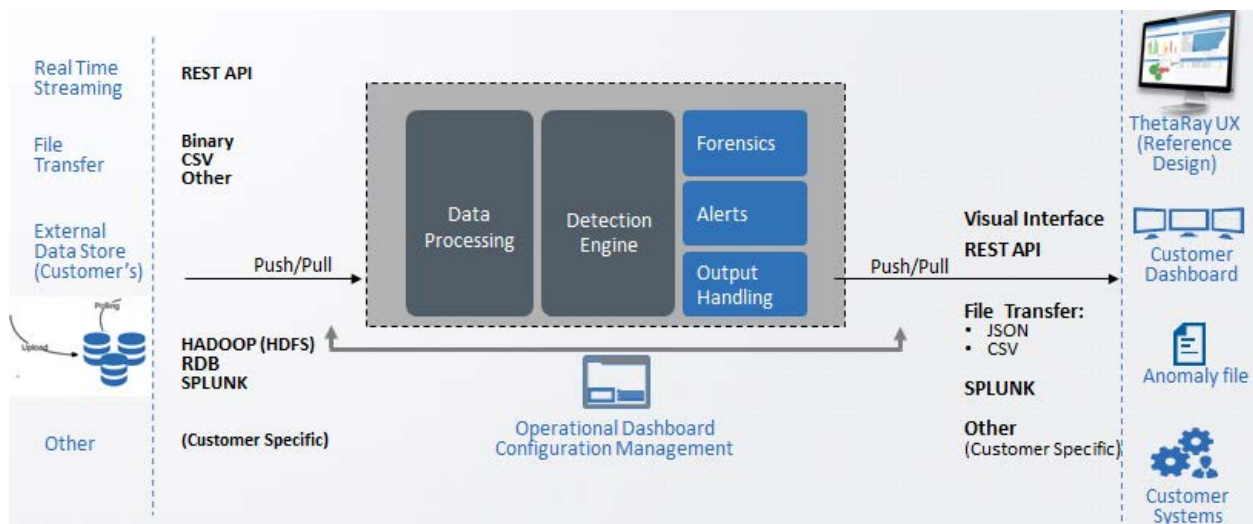 Real Time
Streaming
REST API
File
Transfer
Binary
CSV
Other
External
Data Store
(Customer's)
Push/Pull
Polling
Upload
HADOOP (HDFS)
RDB
SPLUNK
Other
(Customer Specific)
Data
Processing
Detection
Engine
Forensics
Alerts
Output
Handling
Operational Dashboard
Configuration Management
Push/Pull
Visual Interface
REST API
File Transfer:
• JSON
• CSV
SPLUNK
Other
(Customer Specific)
ThetaRay UX
(Reference
Design)
Customer
Dashboard
Anomaly file
Customer
Systems